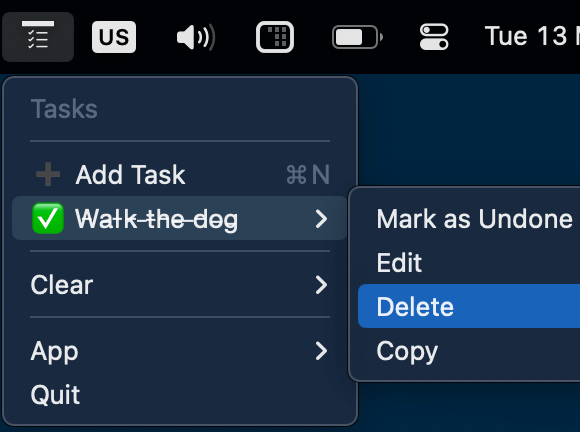 US
Tue 13
Tasks
Add Task ⌘N
Walk the dog
Clear
App
Quit
Mark as Undone
Edit
Delete
Copy